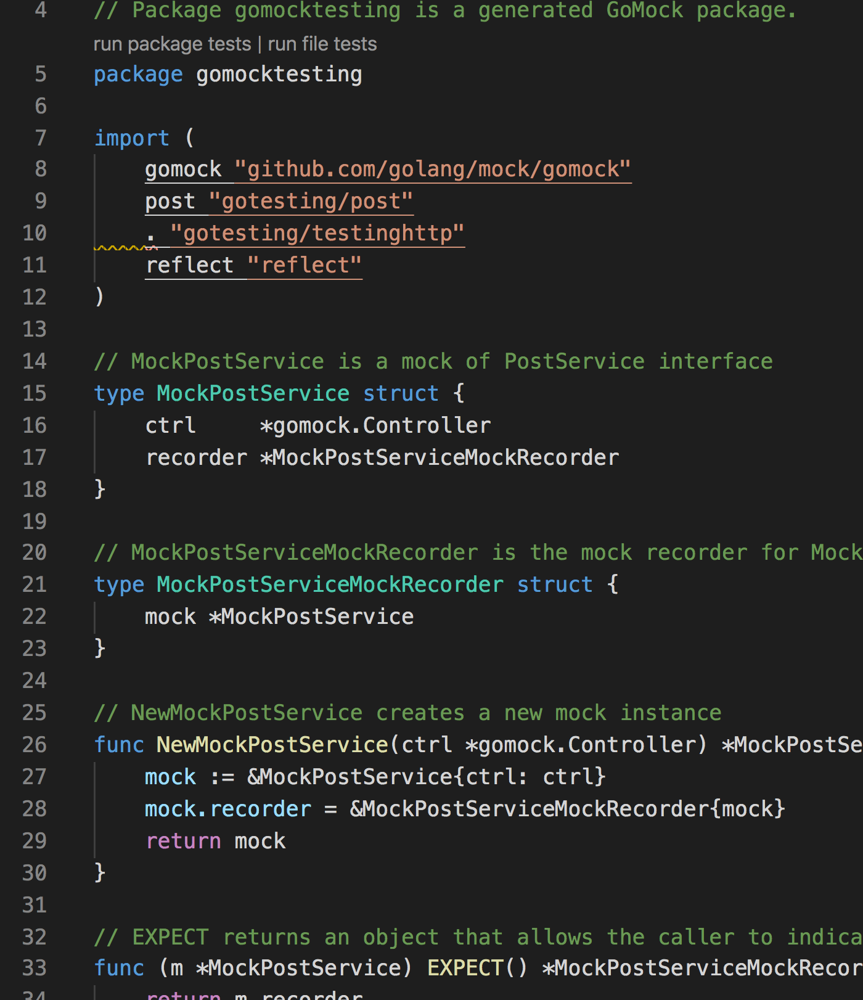 4 // Package gomocktesting is a generated GoMock package.
run package tests | run file tests
5 package gomocktesting
6
7 import (
8 gomock "github.com/golang/mock/gomock"
9 post "gotesting/post"
10 . "gotesting/testinghttp"
11 reflect "reflect"
12 )
13
14 // MockPostService is a mock of PostService interface
15 type MockPostService struct {
16 ctrl     *gomock.Controller
17 recorder *MockPostServiceMockRecorder
18 }
19
20 // MockPostServiceMockRecorder is the mock recorder for Mock
21 type MockPostServiceMockRecorder struct {
22 mock *MockPostService
23 }
24
25 // NewMockPostService creates a new mock instance
26 func NewMockPostService(ctrl *gomock.Controller) *MockPostSe
27 mock := &MockPostService{ctrl: ctrl}
28 mock.recorder = &MockPostServiceMockRecorder{mock}
29 return mock
30 }
31
32 // EXPECT returns an object that allows the caller to indica
33 func (m *MockPostService) EXPECT() *MockPostServiceMockRecor
34 return m.recorder